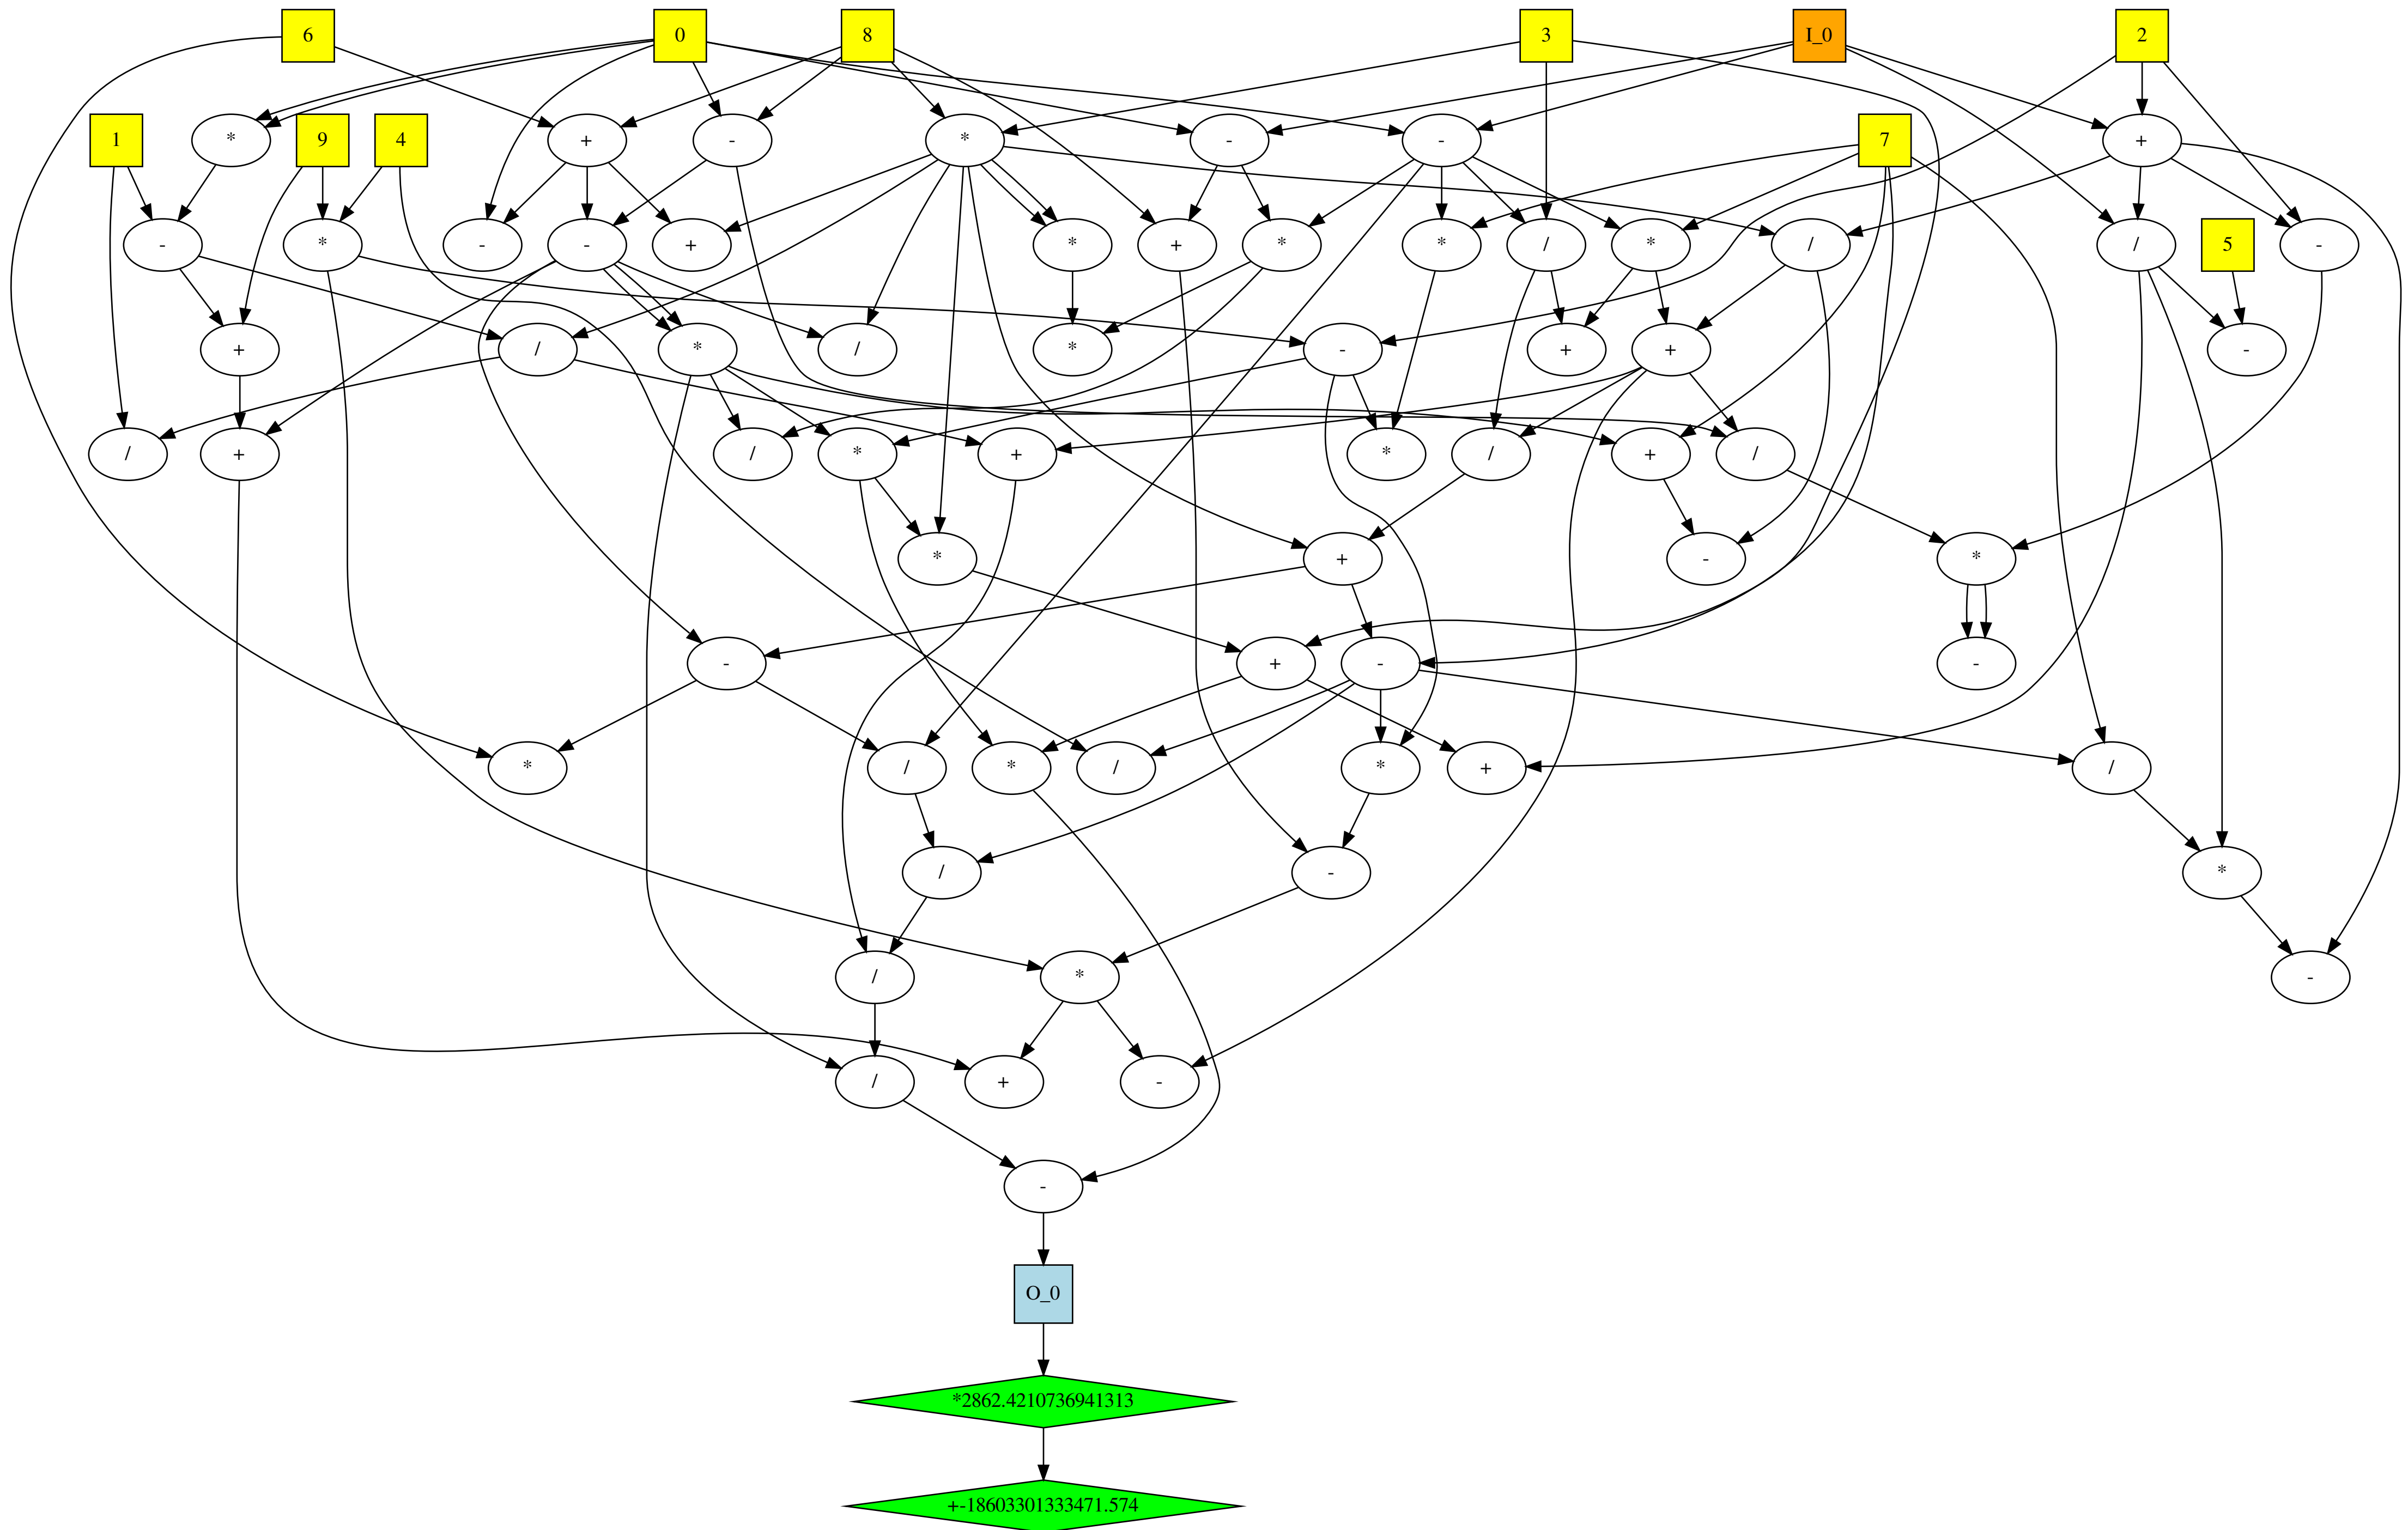 6 0 8 3 I_0 2
1 * 9 4 + - * - - 7 +
- * - - + * + * * / * / / 5 -
+ / * / * - + + -
/ + / * + * / + /
* + - *
- + - -
* / * / * + /
/ - *
/ * -
/ + -
-
O_0
*2862.4210736941313
+-18603301333471.574